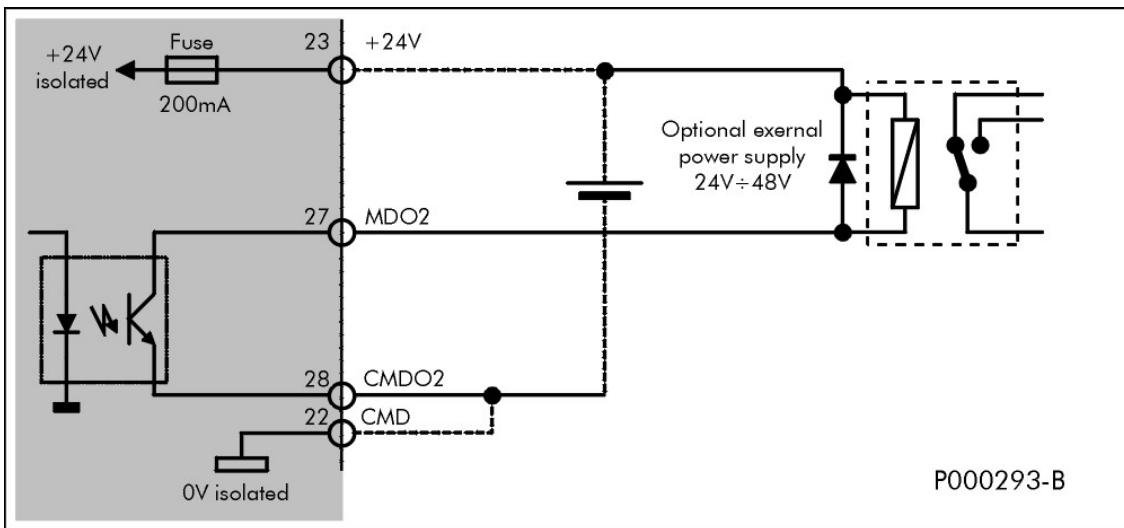 +24V
isolated
Fuse
200mA
23
+24V
Optional exernal
power supply
24V÷48V
27
MDO2
28
CMDO2
22
CMD
0V isolated
P000293-B